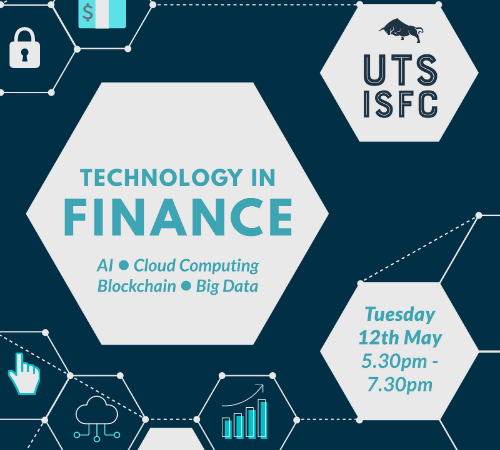 $
UTS
ISFC
TECHNOLOGY IN
FINANCE
AI ● Cloud Computing
Blockchain ● Big Data
Tuesday
12th May
5.30pm -
7.30pm